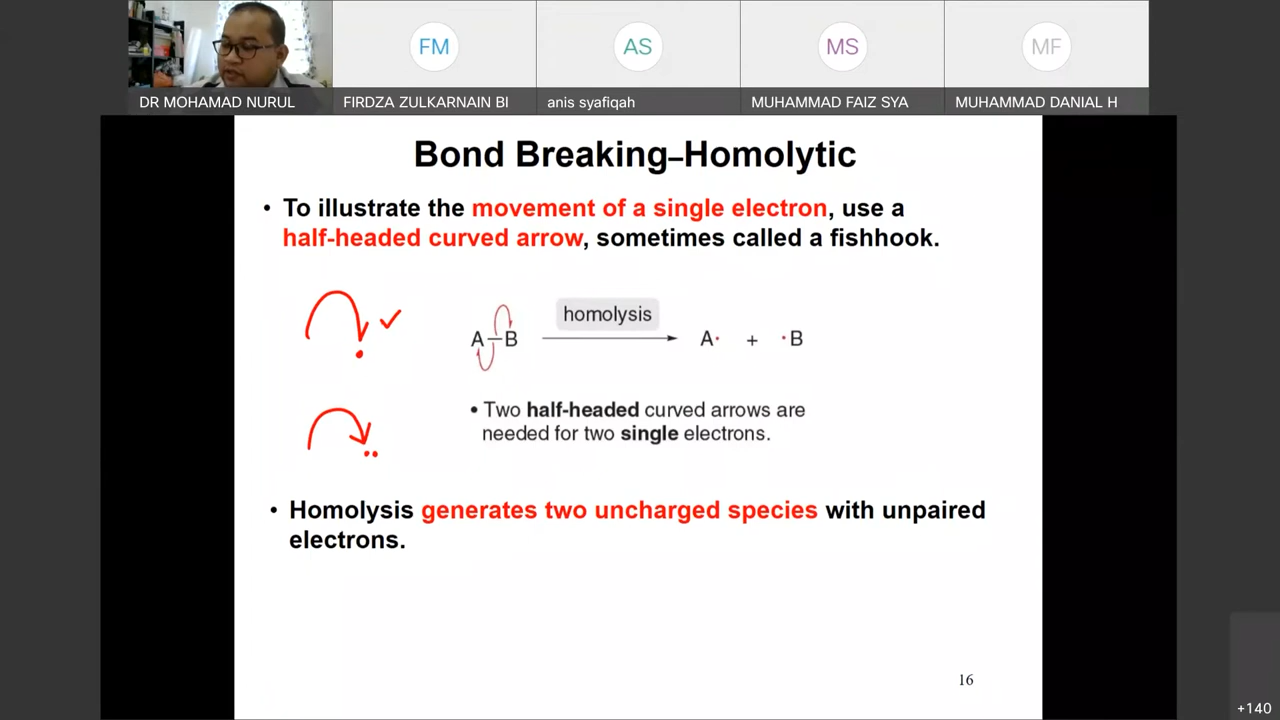 FM
AS
MS
MF
DR MOHAMAD NURUL
FIRDZA ZULKARNAIN BI
anis syafiqah
MUHAMMAD FAIZ SYA
MUHAMMAD DANIAL H
Bond Breaking–Homolytic
• To illustrate the movement of a single electron, use a
half-headed curved arrow, sometimes called a fishhook.
A–B
homolysis
A· + ·B
• Two half-headed curved arrows are
needed for two single electrons.
• Homolysis generates two uncharged species with unpaired
electrons.
16
+140